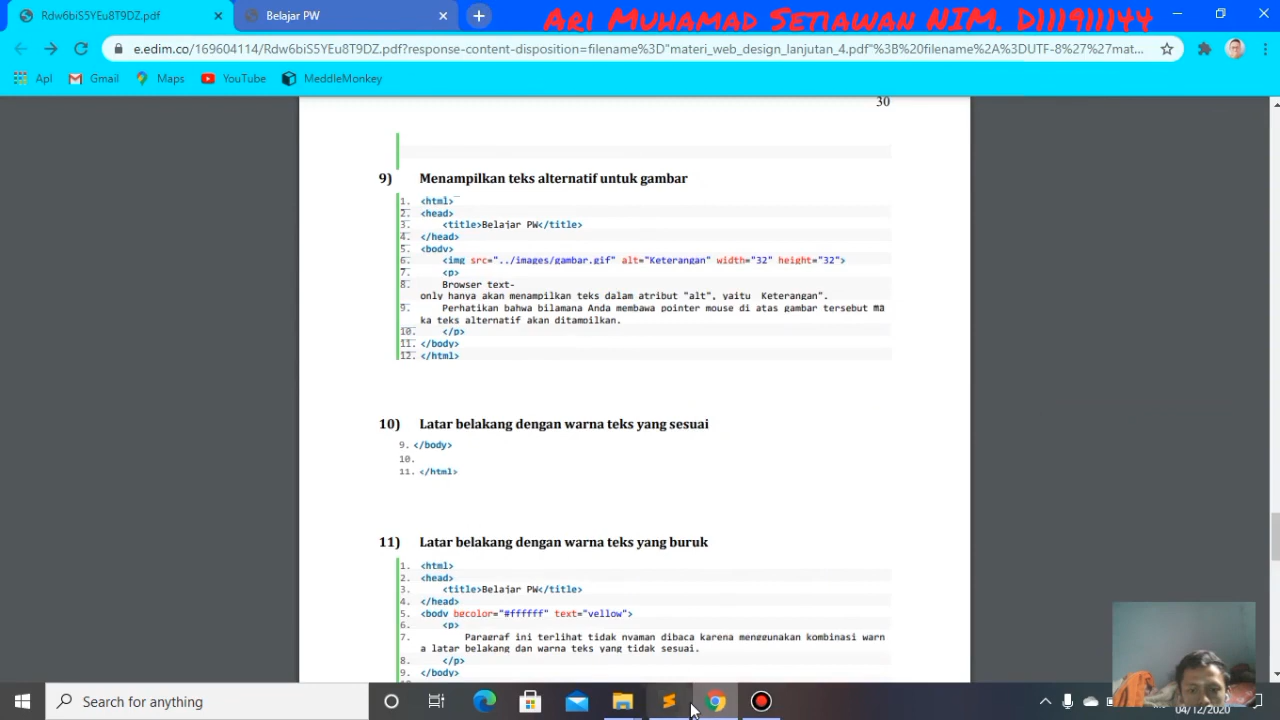 Rdw6biS5YEu8T9DZ.pdf
Belajar PW
Ari Muhamad Setiawan NIM. D111911144
e.edim.co/169604114/Rdw6biS5YEu8T9DZ.pdf?response-content-disposition=filename%3D"materi_web_design_lanjutan_4.pdf"%3B%20filename%2A%3DUTF-8%27%27mat...
Apl
Gmail
Maps
YouTube
MeddleMonkey
30
9) Menampilkan teks alternatif untuk gambar
1. <html>
2. <head>
3. <title>Belajar PW</title>
4. </head>
5. <body>
6. <img src="../images/gambar.gif" alt="Keterangan" width="32" height="32">
7. <p>
8. Browser text-
only hanya akan menampilkan teks dalam atribut "alt", yaitu Keterangan".
9. Perhatikan bahwa bilamana Anda membawa pointer mouse di atas gambar tersebut ma
ka teks alternatif akan ditampilkan.
10. </p>
11. </body>
12. </html>
10) Latar belakang dengan warna teks yang sesuai
9. </body>
10.
11. </html>
11) Latar belakang dengan warna teks yang buruk
1. <html>
2. <head>
3. <title>Belajar PW</title>
4. </head>
5. <body bgcolor="#ffffff" text="yellow">
6. <p>
7. Paragraf ini terlihat tidak nyaman dibaca karena menggunakan kombinasi warn
a latar belakang dan warna teks yang tidak sesuai.
8. </p>
9. </body>
Search for anything
04/12/2020